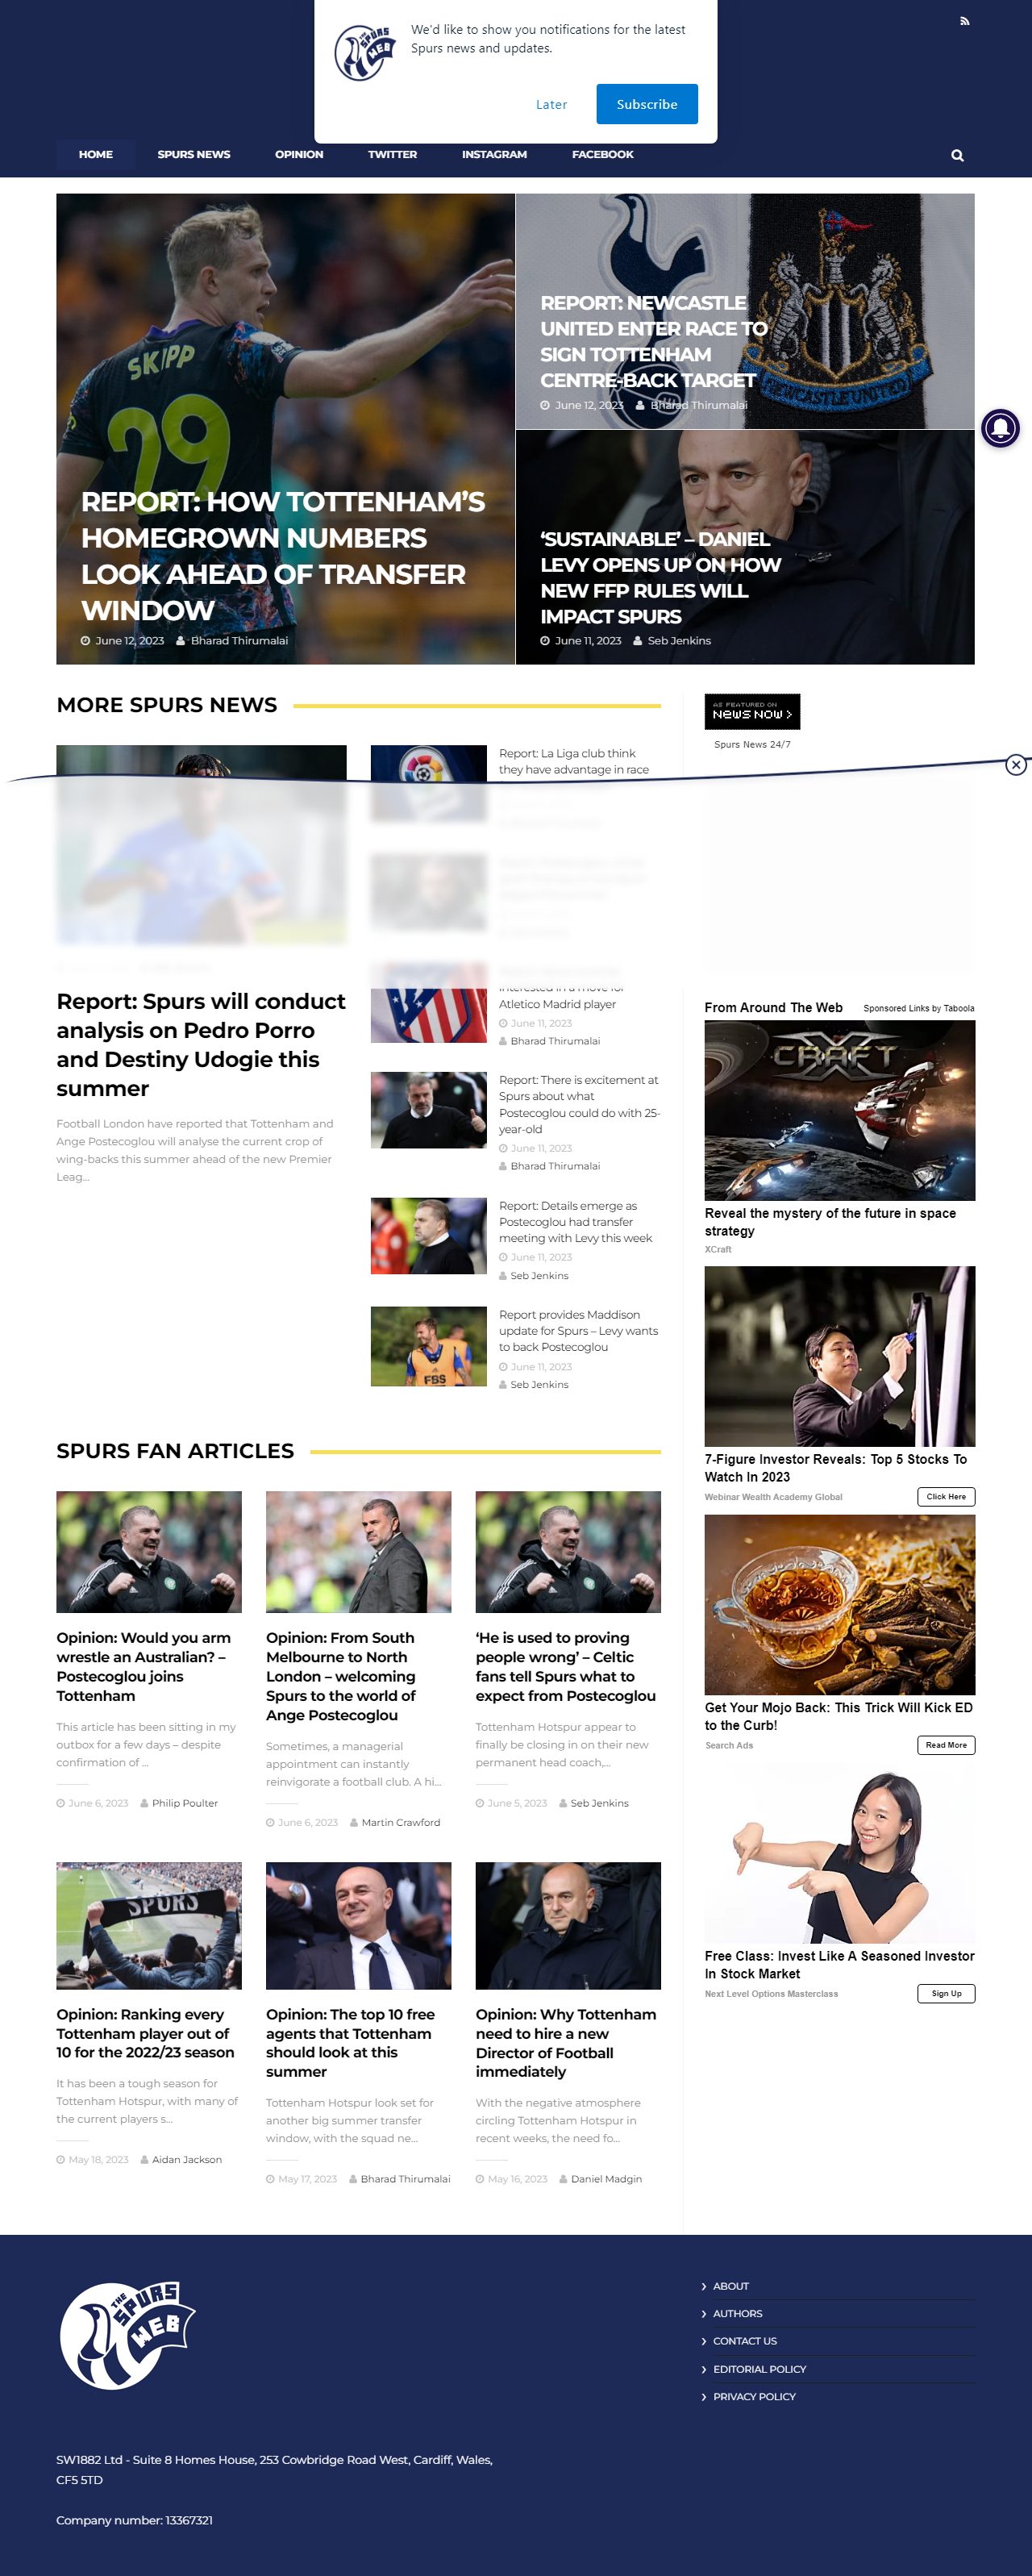 We'd like to show you notifications for the latest
Spurs news and updates.
Later
Subscribe
HOME
SPURS NEWS
OPINION
TWITTER
INSTAGRAM
FACEBOOK
SKIPP
29
REPORT: HOW TOTTENHAM'S
HOMEGROWN NUMBERS
LOOK AHEAD OF TRANSFER
WINDOW
June 12, 2023 Bharad Thirumalai
REPORT: NEWCASTLE
UNITED ENTER RACE TO
SIGN TOTTENHAM
CENTRE-BACK TARGET
June 12, 2023 Bharad Thirumalai
NEWCASTLE UNITED
‘SUSTAINABLE’ – DANIEL
LEVY OPENS UP ON HOW
NEW FFP RULES WILL
IMPACT SPURS
June 11, 2023 Seb Jenkins
MORE SPURS NEWS
Report: Spurs will conduct
analysis on Pedro Porro
and Destiny Udogie this
summer
Football London have reported that Tottenham and
Ange Postecoglou will analyse the current crop of
wing-backs this summer ahead of the new Premier
Leag...
Report: La Liga club think
they have advantage in race
interested in a move for
Atletico Madrid player
June 11, 2023
Bharad Thirumalai
Report: There is excitement at
Spurs about what
Postecoglou could do with 25-
year-old
June 11, 2023
Bharad Thirumalai
Report: Details emerge as
Postecoglou had transfer
meeting with Levy this week
June 11, 2023
Seb Jenkins
FBS
Report provides Maddison
update for Spurs – Levy wants
to back Postecoglou
June 11, 2023
Seb Jenkins
AS FEATURED ON
NEWS NOW >
Spurs News 24/7
From Around The Web
Sponsored Links by Taboola
XCRAFT
Reveal the mystery of the future in space
strategy
XCraft
7-Figure Investor Reveals: Top 5 Stocks To
Watch In 2023
Webinar Wealth Academy Global
Click Here
Get Your Mojo Back: This Trick Will Kick ED
to the Curb!
Search Ads
Read More
Free Class: Invest Like A Seasoned Investor
In Stock Market
Next Level Options Masterclass
Sign Up
SPURS FAN ARTICLES
Opinion: Would you arm
wrestle an Australian? –
Postecoglou joins
Tottenham
This article has been sitting in my
outbox for a few days – despite
confirmation of ...
June 6, 2023 Philip Poulter
Opinion: From South
Melbourne to North
London – welcoming
Spurs to the world of
Ange Postecoglou
Sometimes, a managerial
appointment can instantly
reinvigorate a football club. A hi...
June 6, 2023 Martin Crawford
‘He is used to proving
people wrong’ – Celtic
fans tell Spurs what to
expect from Postecoglou
Tottenham Hotspur appear to
finally be closing in on their new
permanent head coach,...
June 5, 2023 Seb Jenkins
SPURS
Opinion: Ranking every
Tottenham player out of
10 for the 2022/23 season
It has been a tough season for
Tottenham Hotspur, with many of
the current players s...
May 18, 2023 Aidan Jackson
Opinion: The top 10 free
agents that Tottenham
should look at this
summer
Tottenham Hotspur look set for
another big summer transfer
window, with the squad ne...
May 17, 2023 Bharad Thirumalai
Opinion: Why Tottenham
need to hire a new
Director of Football
immediately
With the negative atmosphere
circling Tottenham Hotspur in
recent weeks, the need fo...
May 16, 2023 Daniel Madgin
THE SPURS WEB
ABOUT
AUTHORS
CONTACT US
EDITORIAL POLICY
PRIVACY POLICY
SW1882 Ltd - Suite 8 Homes House, 253 Cowbridge Road West, Cardiff, Wales,
CF5 5TD
Company number: 13367321